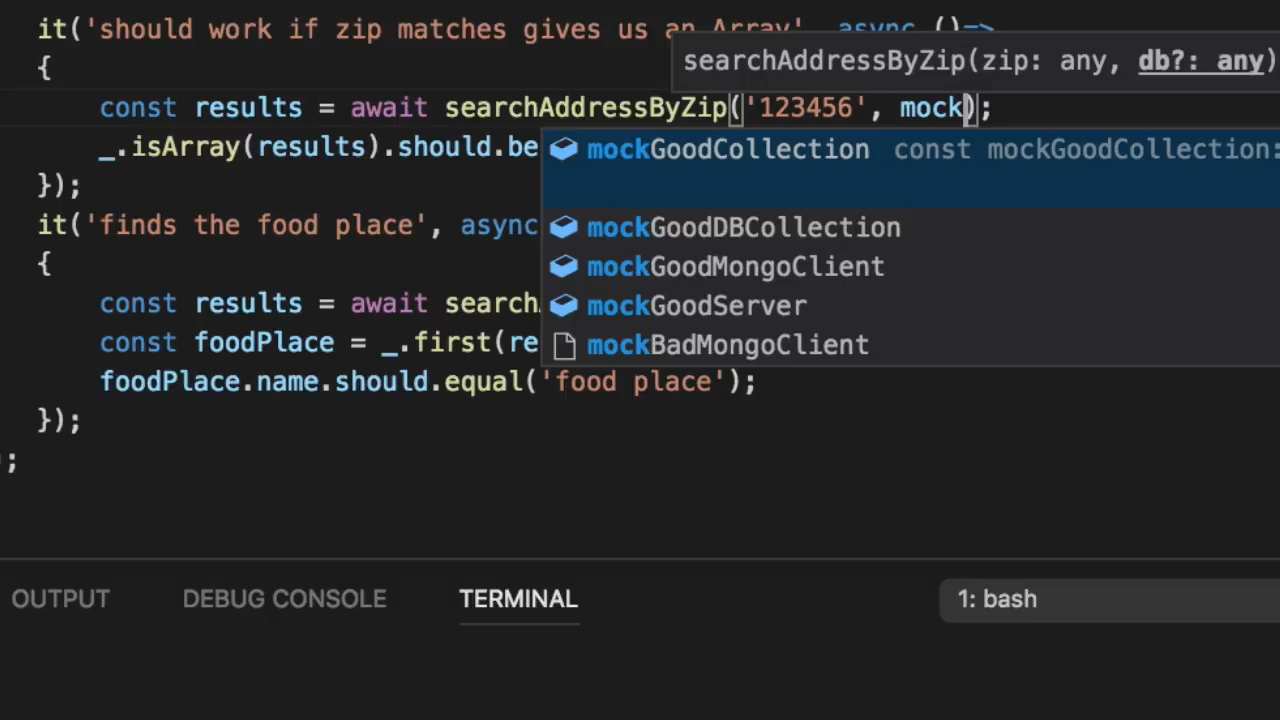 it('should work if zip matches gives us an Array', async ()=>
searchAddressByZip(zip: any, db?: any)
{
const results = await searchAddressByZip('123456', mock);
_.isArray(results).should.be
mockGoodCollection const mockGoodCollection:
});
it('finds the food place', async
mockGoodDBCollection
{
mockGoodMongoClient
const results = await search
mockGoodServer
const foodPlace = _.first(re
mockBadMongoClient
foodPlace.name.should.equal('food place');
});
;
OUTPUT DEBUG CONSOLE TERMINAL 1: bash